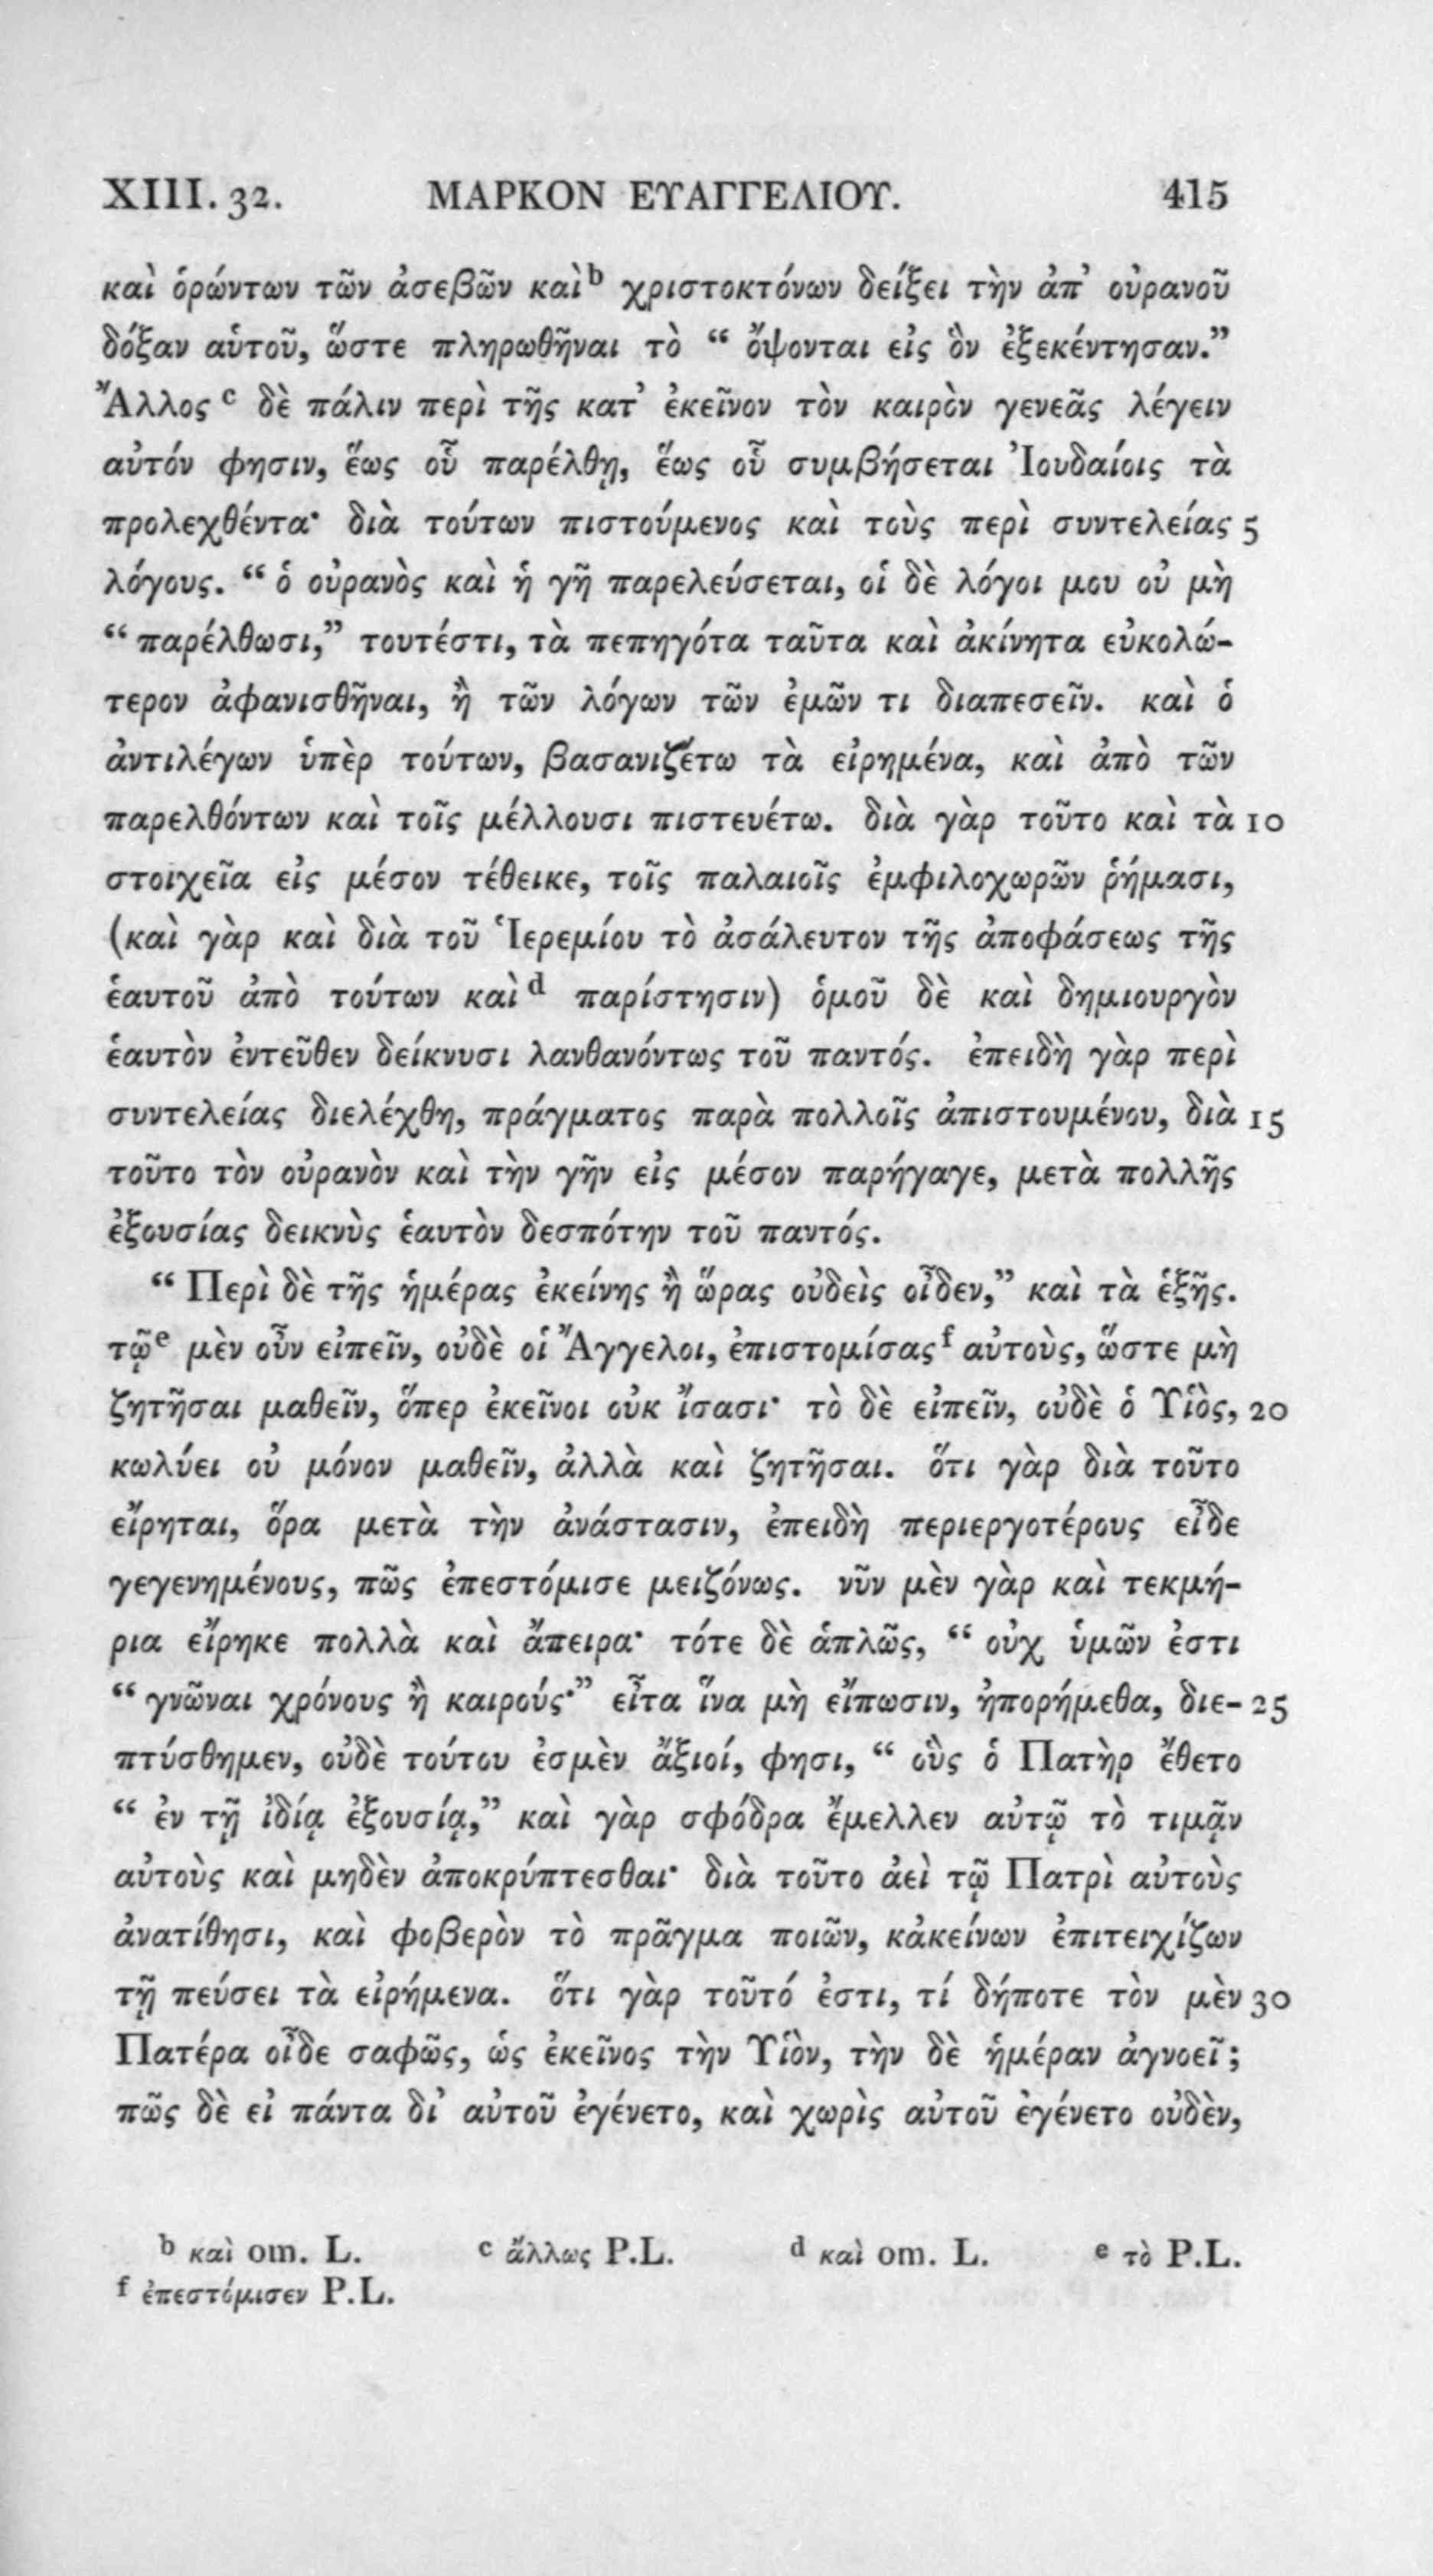 XIII. 32. ΜΑΡΚΟΝ ΕΥΑΓΓΕΛΙΟΥ. 415
καὶ ὁρώντων τῶν ἀσεβῶν καὶ b χριστοκτόνων δείξει τὴν ἀπ’ οὐρανοῦ
δόξαν αὑτοῦ, ὥστε πληρωθῆναι τὸ “ ὄψονται εἰς ὃν ἐξεκέντησαν.”
Ἄλλος c δὲ πάλιν περὶ τῆς κατ’ ἐκεῖνον τὸν καιρὸν γενεᾶς λέγειν
αὐτόν φησιν, ἕως οὗ παρέλθῃ, ἕως οὗ συμβήσεται Ἰουδαίοις τὰ
προλεχθέντα· διὰ τούτων πιστούμενος καὶ τοὺς περὶ συντελείας 5
λόγους. “ ὁ οὐρανὸς καὶ ἡ γῆ παρελεύσεται, οἱ δὲ λόγοι μου οὐ μὴ
“ παρέλθωσι,” τουτέστι, τὰ πεπηγότα ταῦτα καὶ ἀκίνητα εὐκολώ-
τερον ἀφανισθῆναι, ἢ τῶν λόγων τῶν ἐμῶν τι διαπεσεῖν. καὶ ὁ
ἀντιλέγων ὑπὲρ τούτων, βασανιζέτω τὰ εἰρημένα, καὶ ἀπὸ τῶν
παρελθόντων καὶ τοῖς μέλλουσι πιστευέτω. διὰ γὰρ τοῦτο καὶ τὰ 10
στοιχεῖα εἰς μέσον τέθεικε, τοῖς παλαιοῖς ἐμφιλοχωρῶν ῥήμασι,
(καὶ γὰρ καὶ διὰ τοῦ Ἱερεμίου τὸ ἀσάλευτον τῆς ἀποφάσεως τῆς
ἑαυτοῦ ἀπὸ τούτων καὶ d παρίστησιν) ὁμοῦ δὲ καὶ δημιουργὸν
ἑαυτὸν ἐντεῦθεν δείκνυσι λανθανόντως τοῦ παντός. ἐπειδὴ γὰρ περὶ
συντελείας διελέχθη, πράγματος παρὰ πολλοῖς ἀπιστουμένου, διὰ 15
τοῦτο τὸν οὐρανὸν καὶ τὴν γῆν εἰς μέσον παρήγαγε, μετὰ πολλῆς
ἐξουσίας δεικνὺς ἑαυτὸν δεσπότην τοῦ παντός.
“ Περὶ δὲ τῆς ἡμέρας ἐκείνης ἢ ὥρας οὐδεὶς οἶδεν,” καὶ τὰ ἑξῆς.
τῷ e μὲν οὖν εἰπεῖν, οὐδὲ οἱ Ἄγγελοι, ἐπιστομίσας f αὐτοὺς, ὥστε μὴ
ζητῆσαι μαθεῖν, ὅπερ ἐκεῖνοι οὐκ ἴσασι· τὸ δὲ εἰπεῖν, οὐδὲ ὁ Υἱὸς, 20
κωλύει οὐ μόνον μαθεῖν, ἀλλὰ καὶ ζητῆσαι. ὅτι γὰρ διὰ τοῦτο
εἴρηται, ὅρα μετὰ τὴν ἀνάστασιν, ἐπειδὴ περιεργοτέρους εἶδε
γεγενημένους, πῶς ἐπεστόμισε μειζόνως. νῦν μὲν γὰρ καὶ τεκμή-
ρια εἴρηκε πολλὰ καὶ ἄπειρα· τότε δὲ ἁπλῶς, “ οὐχ ὑμῶν ἐστι
“ γνῶναι χρόνους ἢ καιρούς·” εἶτα ἵνα μὴ εἴπωσιν, ἠπορήμεθα, διε- 25
πτύσθημεν, οὐδὲ τούτου ἐσμὲν ἄξιοί, φησι, “ οὓς ὁ Πατὴρ ἔθετο
“ ἐν τῇ ἰδίᾳ ἐξουσίᾳ,” καὶ γὰρ σφόδρα ἔμελλεν αὐτῷ τὸ τιμᾷν
αὐτοὺς καὶ μηδὲν ἀποκρύπτεσθαι· διὰ τοῦτο ἀεὶ τῷ Πατρὶ αὐτοὺς
ἀνατίθησι, καὶ φοβερὸν τὸ πρᾶγμα ποιῶν, κἀκείνων ἐπιτειχίζων
τῇ πεύσει τὰ εἰρήμενα. ὅτι γὰρ τοῦτό ἐστι, τί δήποτε τὸν μὲν 30
Πατέρα οἶδε σαφῶς, ὡς ἐκεῖνος τὴν Υἱὸν, τὴν δὲ ἡμέραν ἀγνοεῖ;
πῶς δὲ εἰ πάντα δι’ αὐτοῦ ἐγένετο, καὶ χωρὶς αὐτοῦ ἐγένετο οὐδὲν,
b καὶ om. L. c ἄλλως P.L. d καὶ om. L. e τὸ P.L.
f ἐπεστόμισεν P.L.